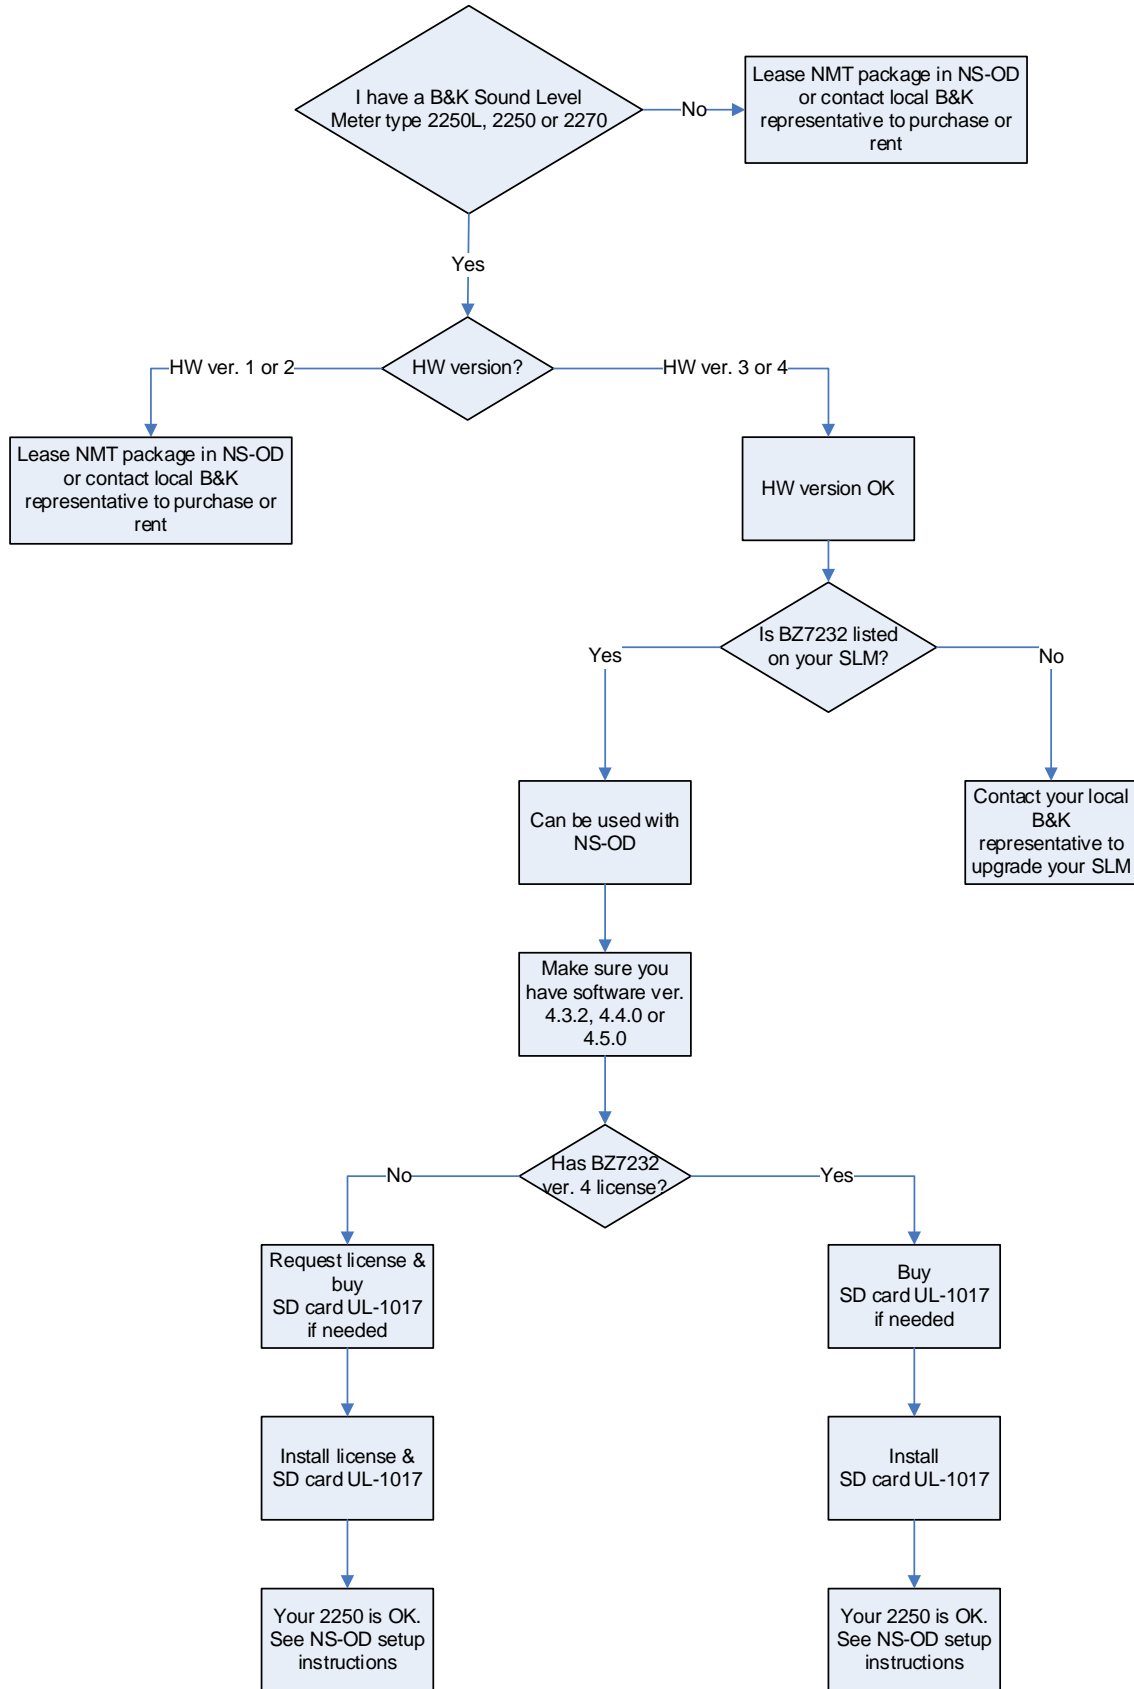 I have a B&K Sound Level
Meter type 2250L, 2250 or 2270
No
Lease NMT package in NS-OD
or contact local B&K
representative to purchase or
rent
Yes
HW version?
HW ver. 1 or 2
HW ver. 3 or 4
Lease NMT package in NS-OD
or contact local B&K
representative to purchase or
rent
HW version OK
Is BZ7232 listed
on your SLM?
Yes
No
Can be used with
NS-OD
Contact your local
B&K
representative to
upgrade your SLM
Make sure you
have software ver.
4.3.2, 4.4.0 or
4.5.0
Has BZ7232
ver. 4 license?
No
Yes
Request license &
buy
SD card UL-1017
if needed
Buy
SD card UL-1017
if needed
Install license &
SD card UL-1017
Install
SD card UL-1017
Your 2250 is OK.
See NS-OD setup
instructions
Your 2250 is OK.
See NS-OD setup
instructions